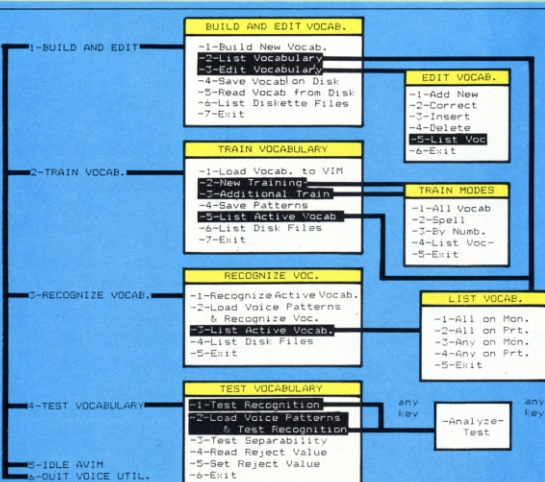 BUILD AND EDIT VOCAB.
1-BUILD AND EDIT
-1-Build New Vocab.
-2-List Vocabulary
-3-Edit Vocabulary
-4-Save Vocab on Disk
-5-Read Vocab from Disk
-6-List Diskette Files
-7-Exit
EDIT VOCAB.
-1-Add New
-2-Correct
-3-Insert
-4-Delete
-5-List Voc
-6-Exit
TRAIN VOCABULARY
2-TRAIN VOCAB.
-1-Load Vocab. to VIM
-2-New Training
-3-Additional Train
-4-Save Patterns
-5-List Active Vocab
-6-List Disk Files
-7-Exit
TRAIN MODES
-1-All Vocab
-2-Spell
-3-By Numb.
-4-List Voc-
-5-Exit
RECOGNIZE VOC.
3-RECOGNIZE VOCAB.
-1-Recognize Active Vocab.
-2-Load Voice Patterns
& Recognize Voc.
-3-List Active Vocab.
-4-List Disk Files
-5-Exit
LIST VOCAB.
-1-All on Mon.
-2-All on Prt.
-3-Any on Mon.
-4-Any on Prt.
-5-Exit
TEST VOCABULARY
4-TEST VOCABULARY
-1-Test Recognition
-2-Load Voice Patterns
& Test Recognition
-3-Test Separability
-4-Read Reject Value
-5-Set Reject Value
-6-Exit
any key
-Analyze-
Test
any key
5-IDLE AVIM
6-QUIT VOICE UTIL.